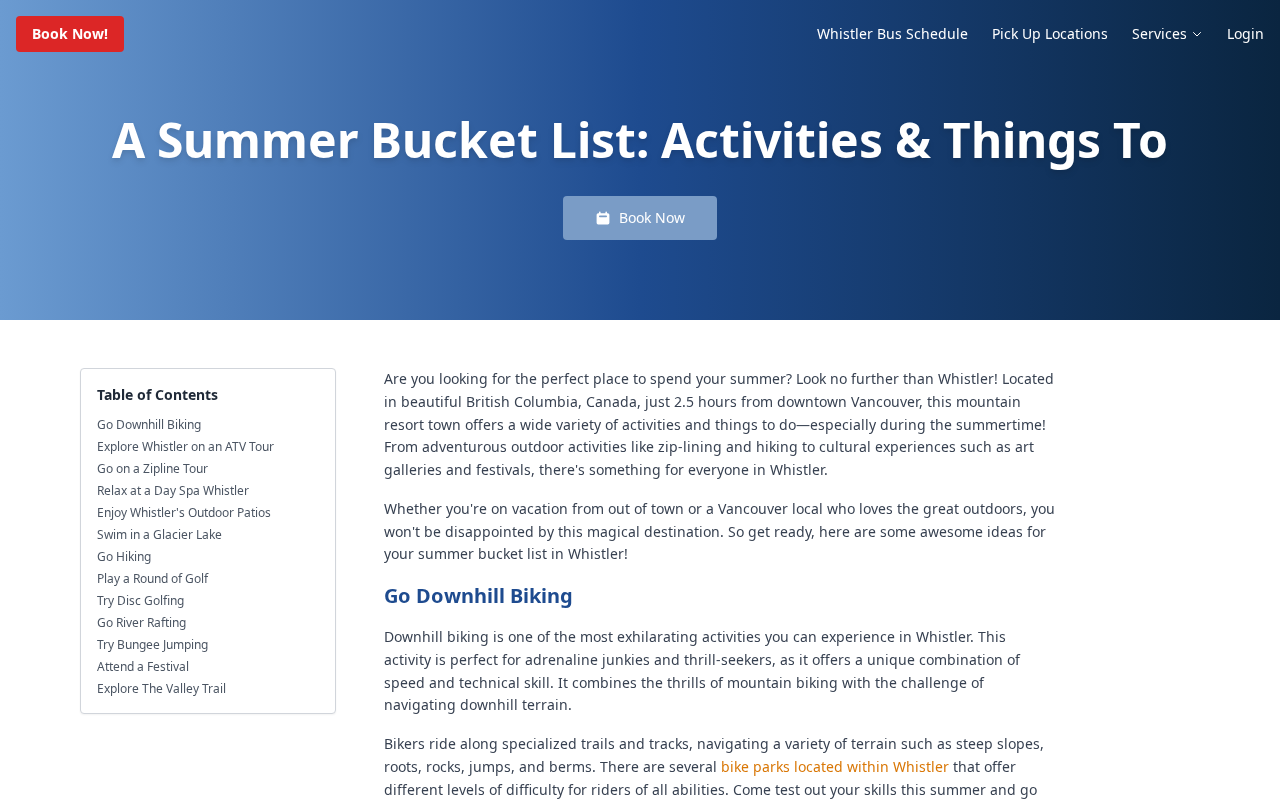 Book Now!
Whistler Bus Schedule
Pick Up Locations
Services
Login
A Summer Bucket List: Activities & Things To
Book Now
Table of Contents
Go Downhill Biking
Explore Whistler on an ATV Tour
Go on a Zipline Tour
Relax at a Day Spa Whistler
Enjoy Whistler's Outdoor Patios
Swim in a Glacier Lake
Go Hiking
Play a Round of Golf
Try Disc Golfing
Go River Rafting
Try Bungee Jumping
Attend a Festival
Explore The Valley Trail
Are you looking for the perfect place to spend your summer? Look no further than Whistler! Located
in beautiful British Columbia, Canada, just 2.5 hours from downtown Vancouver, this mountain
resort town offers a wide variety of activities and things to do—especially during the summertime!
From adventurous outdoor activities like zip-lining and hiking to cultural experiences such as art
galleries and festivals, there's something for everyone in Whistler.
Whether you're on vacation from out of town or a Vancouver local who loves the great outdoors, you
won't be disappointed by this magical destination. So get ready, here are some awesome ideas for
your summer bucket list in Whistler!
Go Downhill Biking
Downhill biking is one of the most exhilarating activities you can experience in Whistler. This
activity is perfect for adrenaline junkies and thrill-seekers, as it offers a unique combination of
speed and technical skill. It combines the thrills of mountain biking with the challenge of
navigating downhill terrain.
Bikers ride along specialized trails and tracks, navigating a variety of terrain such as steep slopes,
roots, rocks, jumps, and berms. There are several bike parks located within Whistler that offer
different levels of difficulty for riders of all abilities. Come test out your skills this summer and go